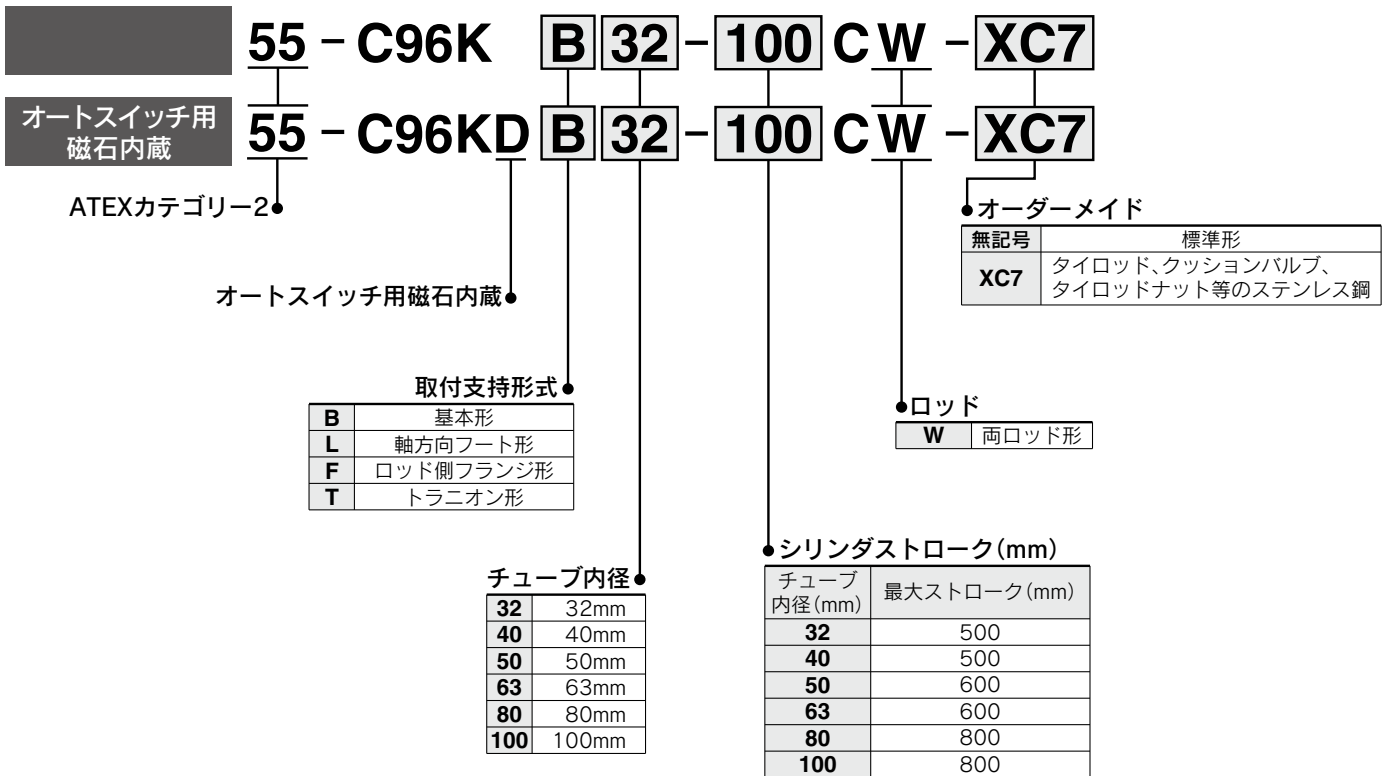 55 - C96K B 32 - 100 C W - XC7
オートスイッチ用
磁石内蔵
55 - C96KD B 32 - 100 C W - XC7
ATEXカテゴリー2
オートスイッチ用磁石内蔵
オーダーメイド
無記号 標準形
XC7 タイロッド、クッションバルブ、
タイロッドナット等のステンレス鋼
取付支持形式
B 基本形
L 軸方向フート形
F ロッド側フランジ形
T トラニオン形
ロッド
W 両ロッド形
チューブ内径
32 32mm
40 40mm
50 50mm
63 63mm
80 80mm
100 100mm
シリンダストローク(mm)
チューブ
内径(mm) 最大ストローク(mm)
32 500
40 500
50 600
63 600
80 800
100 800